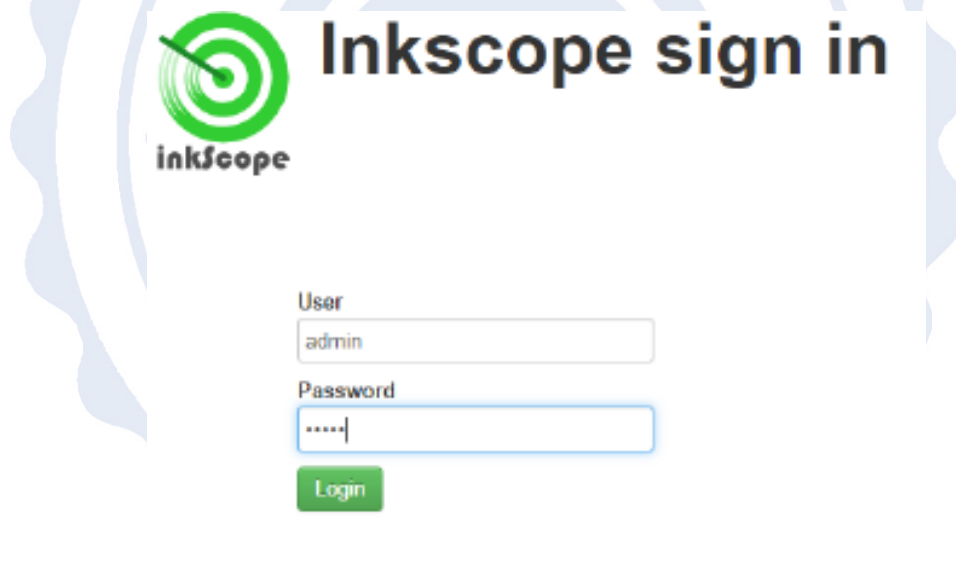 Inkscope sign in
inkScope
User
admin
Password
•••••
Login